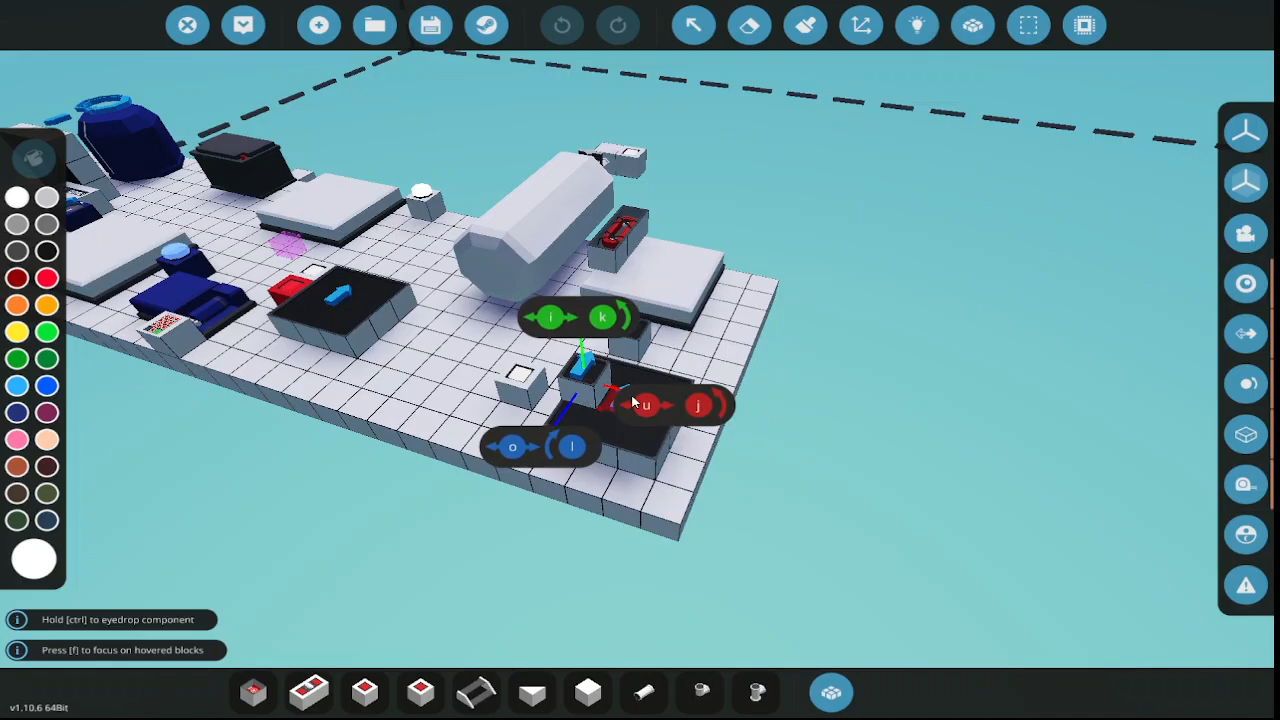 i k
u j
o l
Hold [ctrl] to eyedrop component
Press [f] to focus on hovered blocks
v1.10.6 64Bit